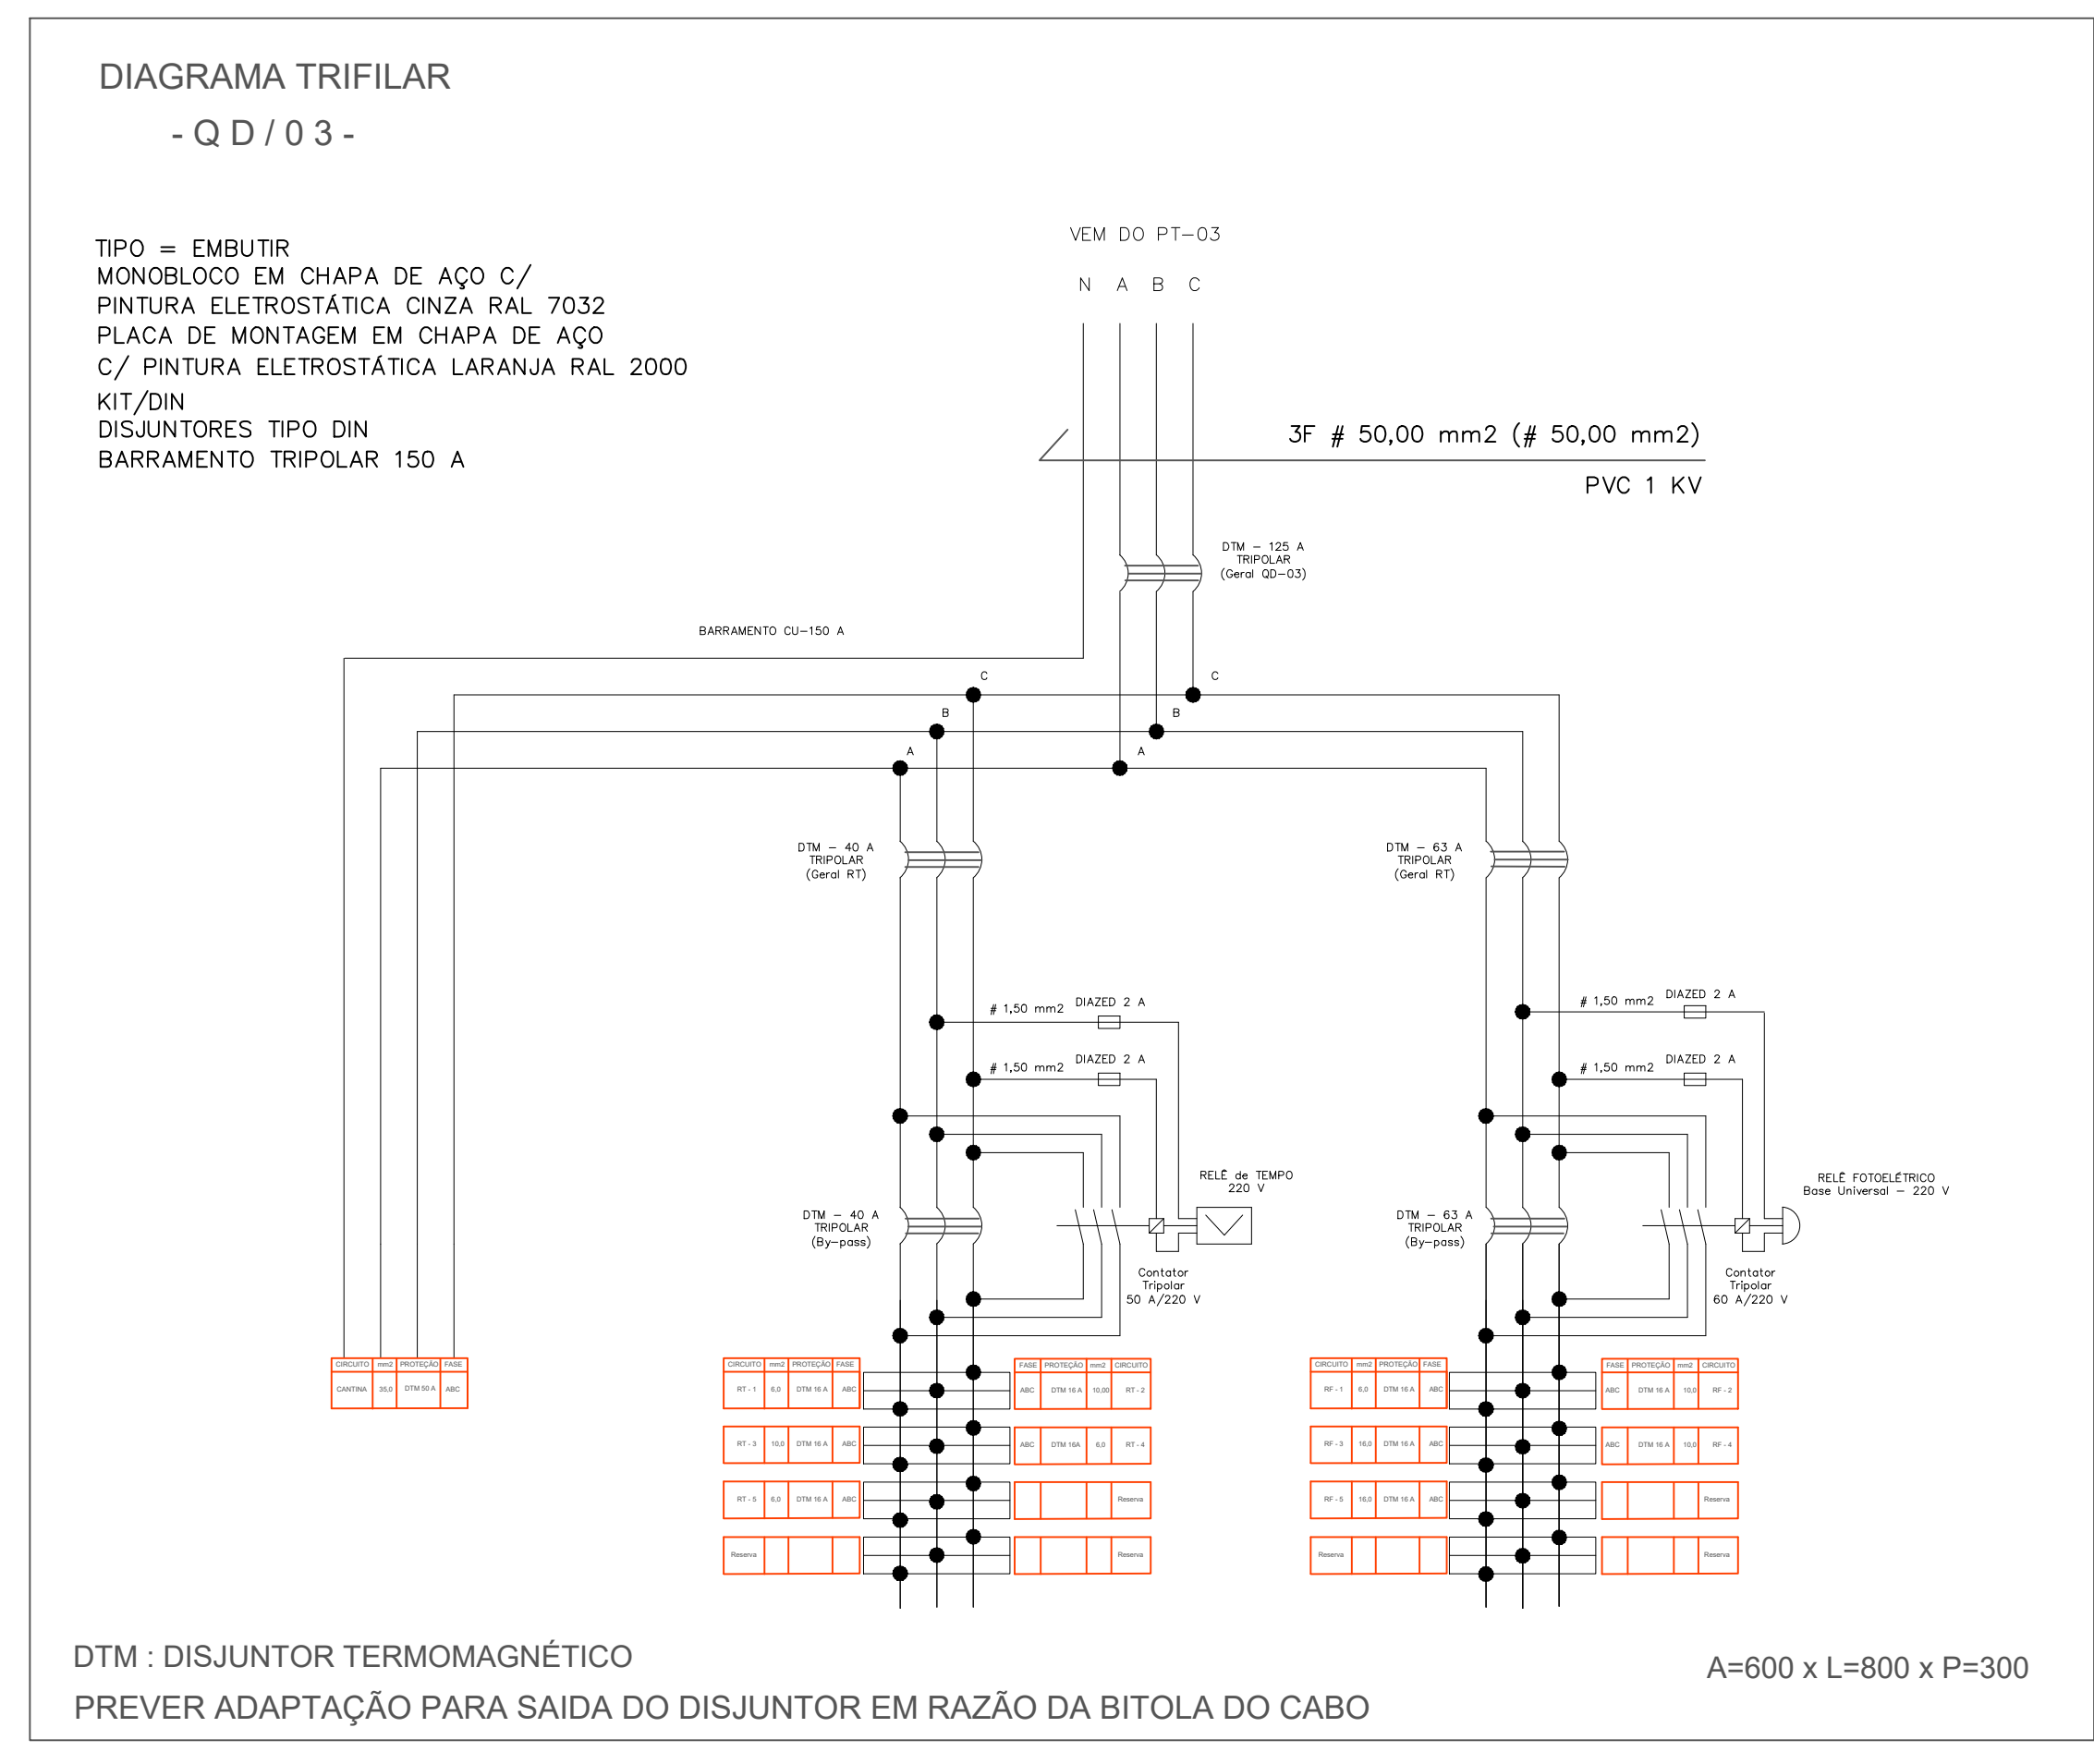 DIAGRAMA TRIFILAR
- Q D / 0 3 -
TIPO = EMBUTIR
MONOBLOCO EM CHAPA DE AÇO C/
PINTURA ELETROSTÁTICA CINZA RAL 7032
PLACA DE MONTAGEM EM CHAPA DE AÇO
C/ PINTURA ELETROSTÁTICA LARANJA RAL 2000
KIT/DIN
DISJUNTORES TIPO DIN
BARRAMENTO TRIPOLAR 150 A
VEM DO PT-03
N A B C
3F # 50,00 mm2 (# 50,00 mm2)
PVC 1 KV
DTM - 125 A
TRIPOLAR
(Geral QD-03)
BARRAMENTO CU-150 A
C C
B B
A A
DTM - 40 A
TRIPOLAR
(Geral RT)
DTM - 63 A
TRIPOLAR
(Geral RT)
# 1,50 mm2 DIAZED 2 A
# 1,50 mm2 DIAZED 2 A
# 1,50 mm2 DIAZED 2 A
# 1,50 mm2 DIAZED 2 A
RELÊ de TEMPO
220 V
RELÊ FOTOELÉTRICO
Base Universal - 220 V
DTM - 40 A
TRIPOLAR
(By-pass)
DTM - 63 A
TRIPOLAR
(By-pass)
Contator
Tripolar
50 A/220 V
Contator
Tripolar
60 A/220 V
CIRCUITO mm2 PROTEÇÃO FASE
CANTINA 35,0 DTM 50 A ABC
CIRCUITO mm2 PROTEÇÃO FASE
RT - 1 6,0 DTM 16 A ABC
RT - 3 10,0 DTM 16 A ABC
RT - 5 6,0 DTM 16 A ABC
Reserva
FASE PROTEÇÃO mm2 CIRCUITO
ABC DTM 16 A 10,00 RT - 2
ABC DTM 16A 6,0 RT - 4
Reserva
Reserva
CIRCUITO mm2 PROTEÇÃO FASE
RF - 1 6,0 DTM 16 A ABC
RF - 3 16,0 DTM 16 A ABC
RF - 5 16,0 DTM 16 A ABC
Reserva
FASE PROTEÇÃO mm2 CIRCUITO
ABC DTM 16 A 10,0 RF - 2
ABC DTM 16 A 10,0 RF - 4
Reserva
Reserva
DTM : DISJUNTOR TERMOMAGNÉTICO
A=600 x L=800 x P=300
PREVER ADAPTAÇÃO PARA SAIDA DO DISJUNTOR EM RAZÃO DA BITOLA DO CABO